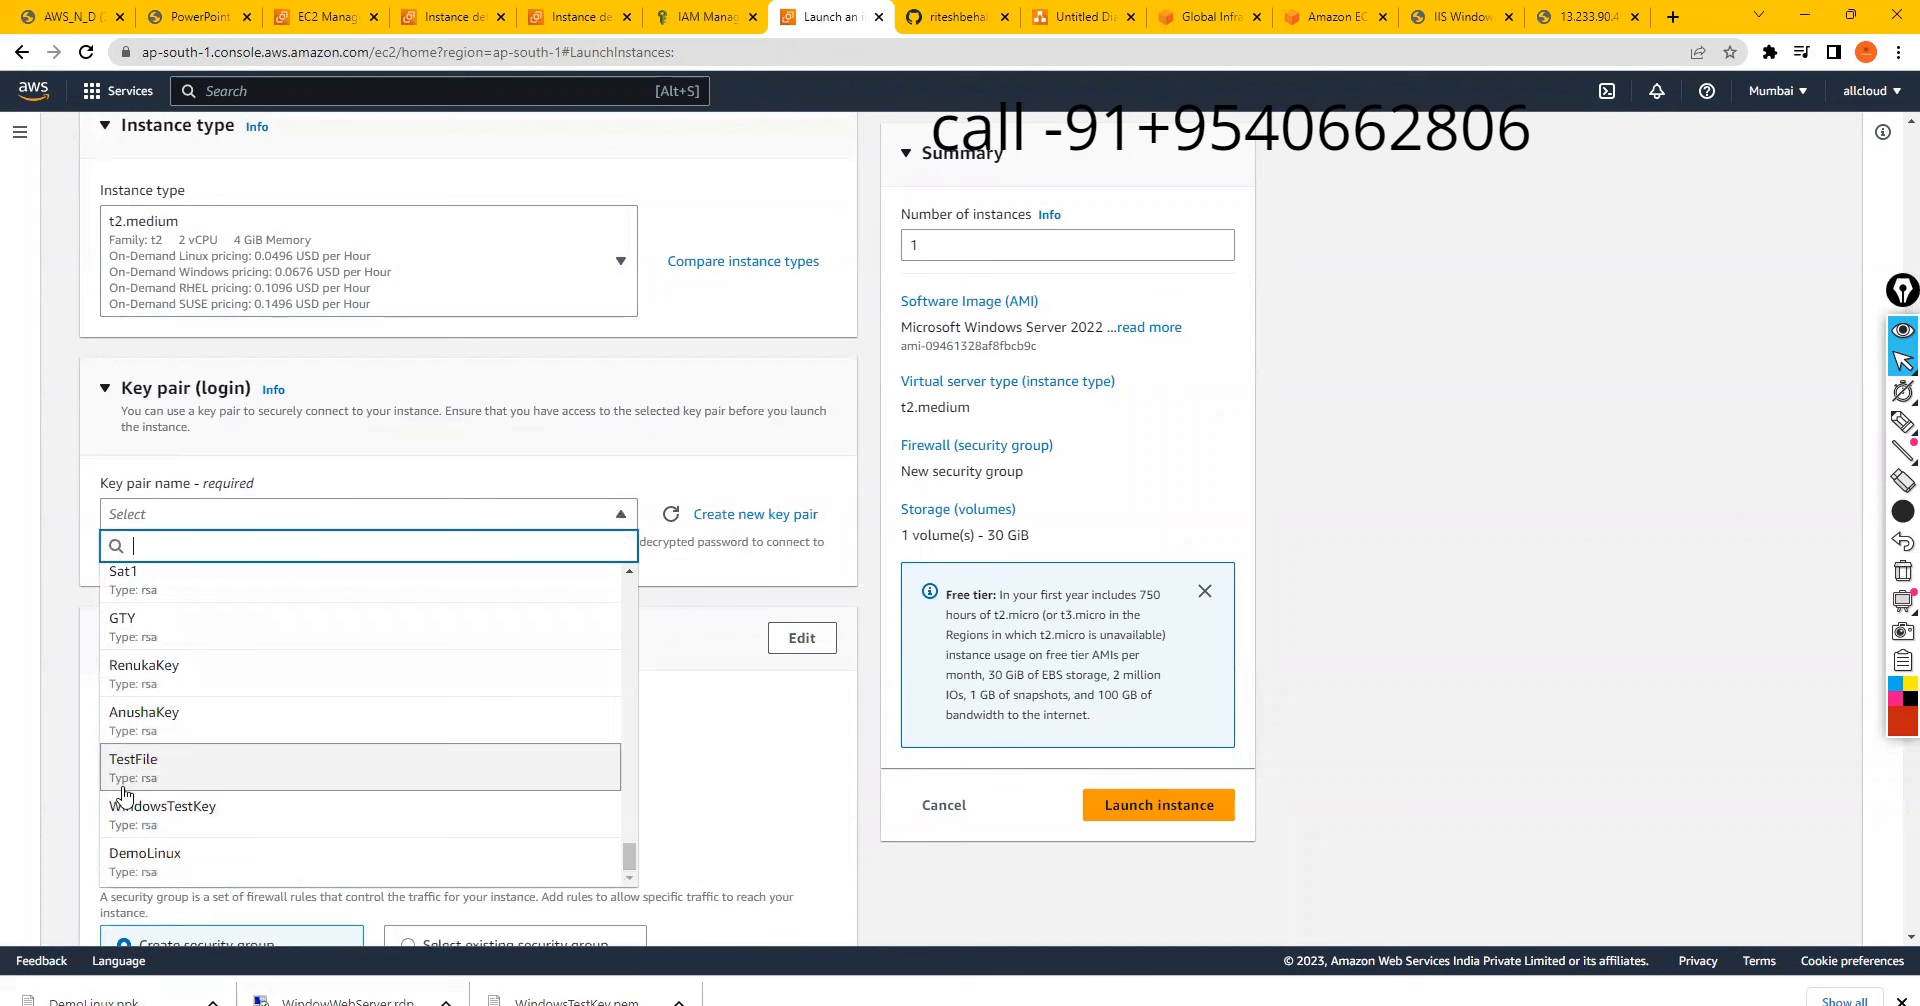 AWS_N_D (
PowerPoint
EC2 Manag
Instance de
Instance de
IAM Manag
Launch an i
riteshbehal
Untitled Dia
Global Infra
Amazon EC
IIS Window
13.233.90.4
ap-south-1.console.aws.amazon.com/ec2/home?region=ap-south-1#LaunchInstances:
aws
Services
Search
[Alt+S]
Mumbai
allcloud
call -91+9540662806
Instance type Info
Instance type
t2.medium
Family: t2 2 vCPU 4 GiB Memory
On-Demand Linux pricing: 0.0496 USD per Hour
On-Demand Windows pricing: 0.0676 USD per Hour
On-Demand RHEL pricing: 0.1096 USD per Hour
On-Demand SUSE pricing: 0.1496 USD per Hour
Compare instance types
Key pair (login) Info
You can use a key pair to securely connect to your instance. Ensure that you have access to the selected key pair before you launch
the instance.
Key pair name - required
Select
Create new key pair
decrypted password to connect to
Sat1
Type: rsa
GTY
Type: rsa
RenukaKey
Type: rsa
AnushaKey
Type: rsa
TestFile
Type: rsa
WindowsTestKey
Type: rsa
DemoLinux
Type: rsa
Edit
A security group is a set of firewall rules that control the traffic for your instance. Add rules to allow specific traffic to reach your
instance.
Create security group
Select existing security group
Summary
Number of instances Info
1
Software Image (AMI)
Microsoft Windows Server 2022 ...read more
ami-09461328af8fbcb9c
Virtual server type (instance type)
t2.medium
Firewall (security group)
New security group
Storage (volumes)
1 volume(s) - 30 GiB
Free tier: In your first year includes 750
hours of t2.micro (or t3.micro in the
Regions in which t2.micro is unavailable)
instance usage on free tier AMIs per
month, 30 GiB of EBS storage, 2 million
IOs, 1 GB of snapshots, and 100 GB of
bandwidth to the internet.
Cancel
Launch instance
Feedback
Language
© 2023, Amazon Web Services India Private Limited or its affiliates.
Privacy
Terms
Cookie preferences
DemoLinux.ppk
WindowWebServer.rdp
WindowsTestKey.pem
Show all